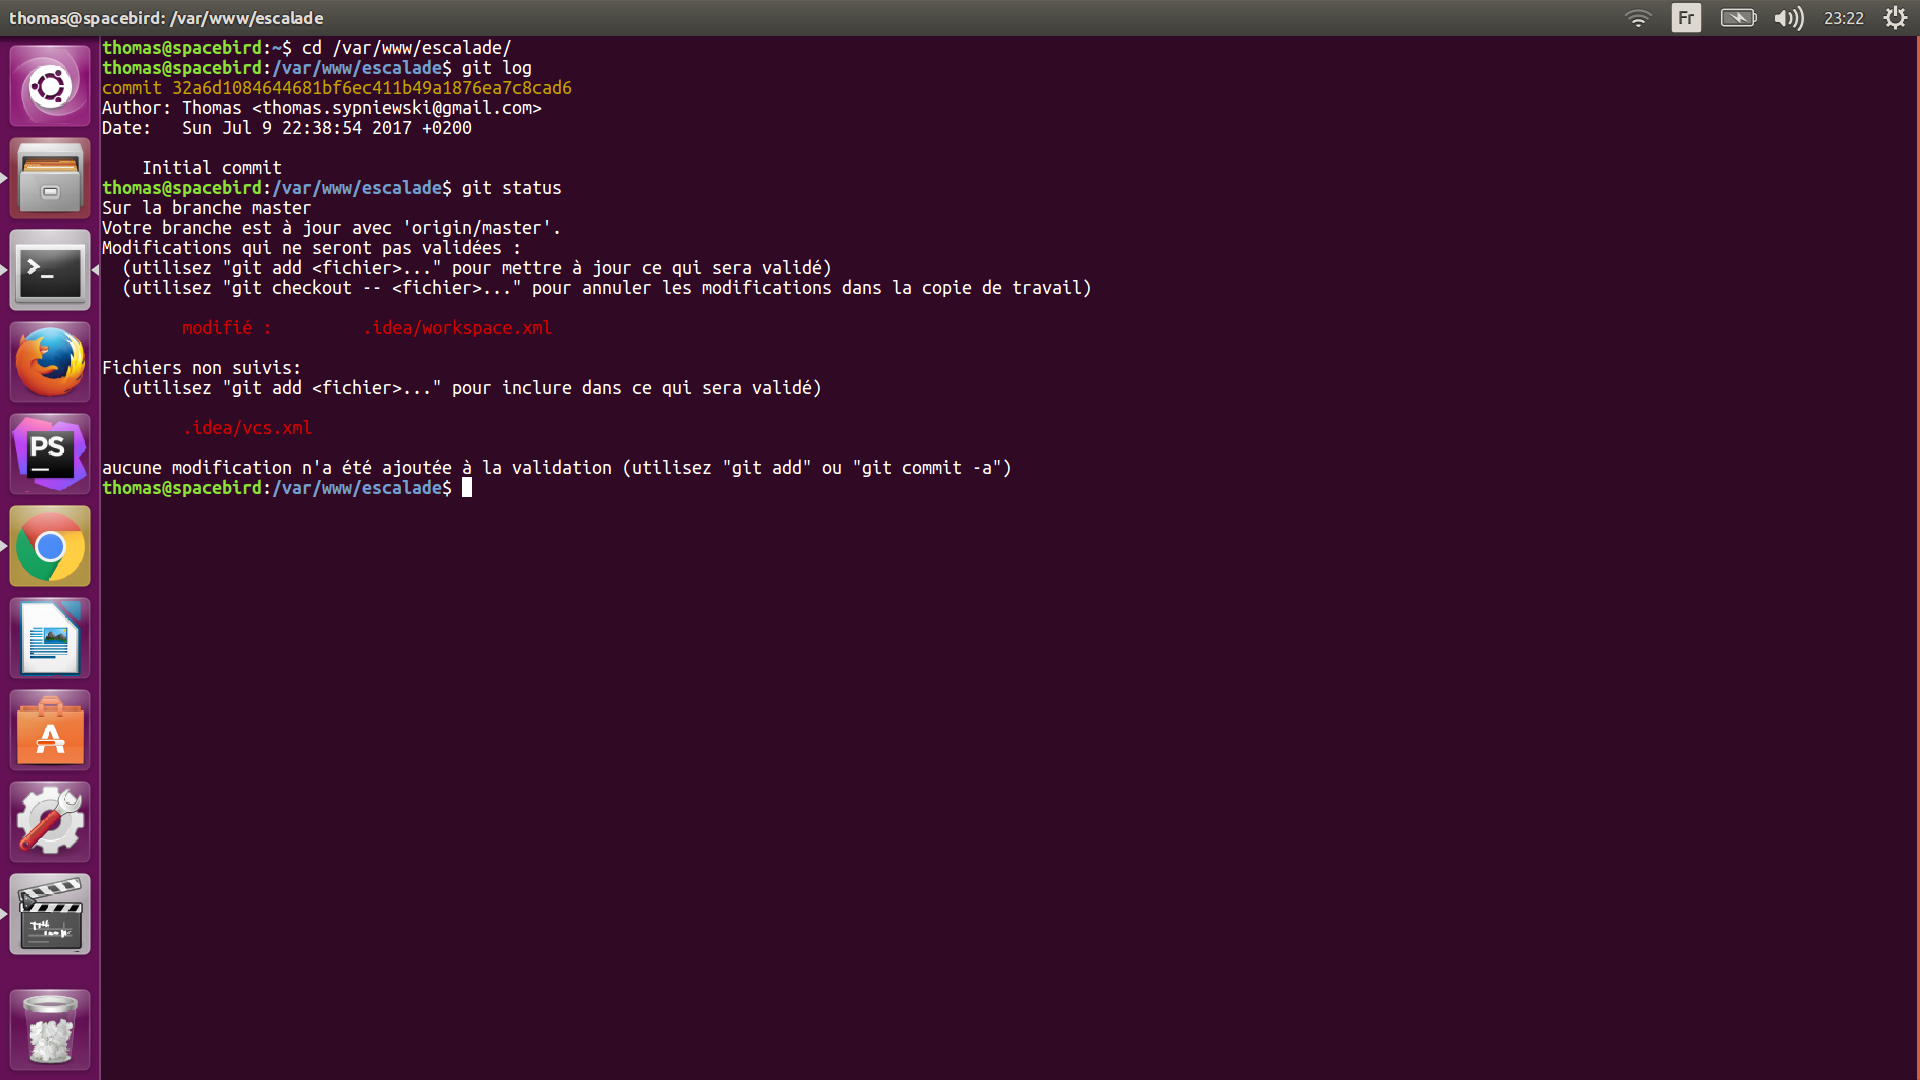 thomas@spacebird: /var/www/escalade
Fr
23:22
thomas@spacebird:~$ cd /var/www/escalade/
thomas@spacebird:/var/www/escalade$ git log
commit 32a6d1084644681bf6ec411b49a1876ea7c8cad6
Author: Thomas <thomas.sypniewski@gmail.com>
Date:   Sun Jul 9 22:38:54 2017 +0200
Initial commit
thomas@spacebird:/var/www/escalade$ git status
Sur la branche master
Votre branche est à jour avec 'origin/master'.
Modifications qui ne seront pas validées :
(utilisez "git add <fichier>..." pour mettre à jour ce qui sera validé)
(utilisez "git checkout -- <fichier>..." pour annuler les modifications dans la copie de travail)
modifié :         .idea/workspace.xml
Fichiers non suivis:
(utilisez "git add <fichier>..." pour inclure dans ce qui sera validé)
.idea/vcs.xml
aucune modification n'a été ajoutée à la validation (utilisez "git add" ou "git commit -a")
thomas@spacebird:/var/www/escalade$
>_
PS
A